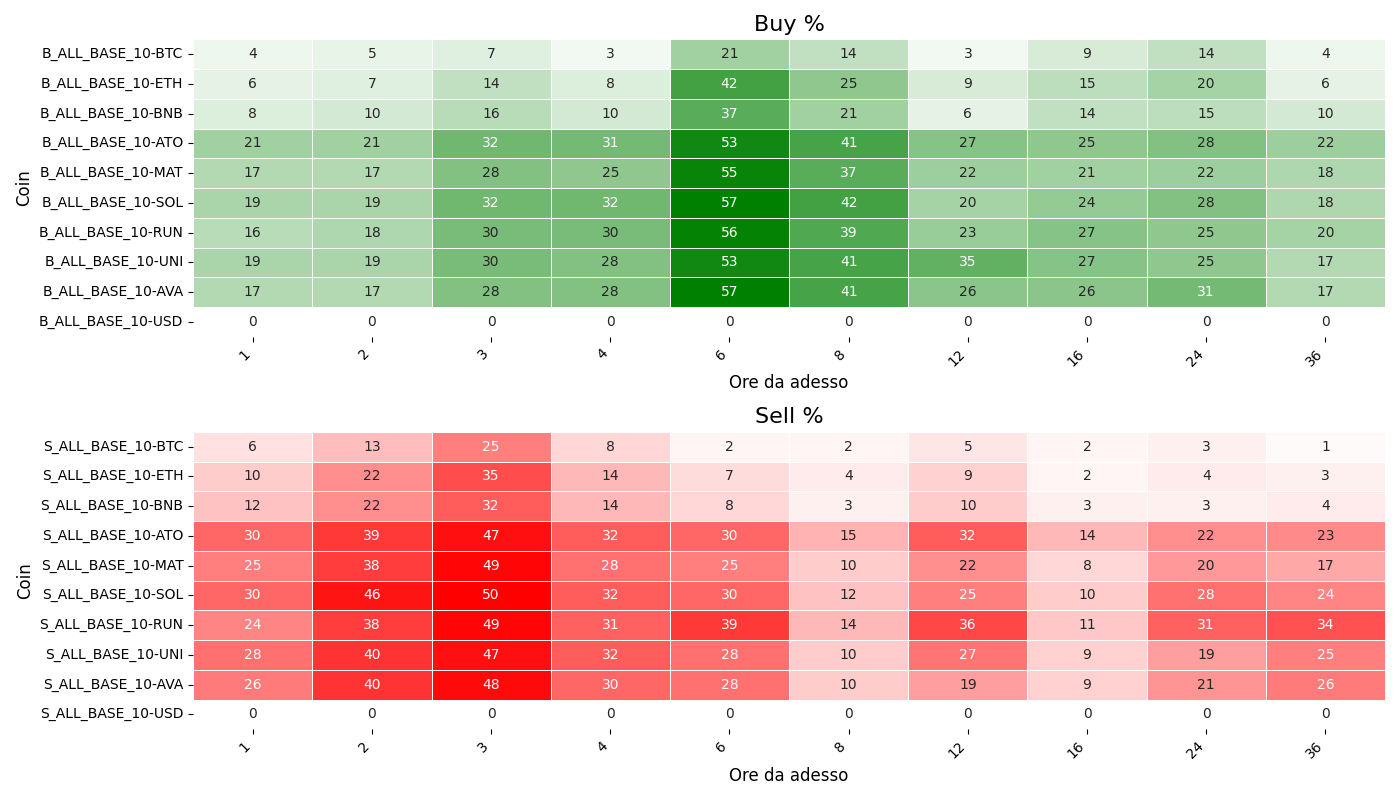 Buy %
Coin
B_ALL_BASE_10-BTC 4 5 7 3 21 14 3 9 14 4
B_ALL_BASE_10-ETH 6 7 14 8 42 25 9 15 20 6
B_ALL_BASE_10-BNB 8 10 16 10 37 21 6 14 15 10
B_ALL_BASE_10-ATO 21 21 32 31 53 41 27 25 28 22
B_ALL_BASE_10-MAT 17 17 28 25 55 37 22 21 22 18
B_ALL_BASE_10-SOL 19 19 32 32 57 42 20 24 28 18
B_ALL_BASE_10-RUN 16 18 30 30 56 39 23 27 25 20
B_ALL_BASE_10-UNI 19 19 30 28 53 41 35 27 25 17
B_ALL_BASE_10-AVA 17 17 28 28 57 41 26 26 31 17
B_ALL_BASE_10-USD 0 0 0 0 0 0 0 0 0 0
1 2 3 4 6 8 12 16 24 36
Ore da adesso
Sell %
Coin
S_ALL_BASE_10-BTC 6 13 25 8 2 2 5 2 3 1
S_ALL_BASE_10-ETH 10 22 35 14 7 4 9 2 4 3
S_ALL_BASE_10-BNB 12 22 32 14 8 3 10 3 3 4
S_ALL_BASE_10-ATO 30 39 47 32 30 15 32 14 22 23
S_ALL_BASE_10-MAT 25 38 49 28 25 10 22 8 20 17
S_ALL_BASE_10-SOL 30 46 50 32 30 12 25 10 28 24
S_ALL_BASE_10-RUN 24 38 49 31 39 14 36 11 31 34
S_ALL_BASE_10-UNI 28 40 47 32 28 10 27 9 19 25
S_ALL_BASE_10-AVA 26 40 48 30 28 10 19 9 21 26
S_ALL_BASE_10-USD 0 0 0 0 0 0 0 0 0 0
1 2 3 4 6 8 12 16 24 36
Ore da adesso